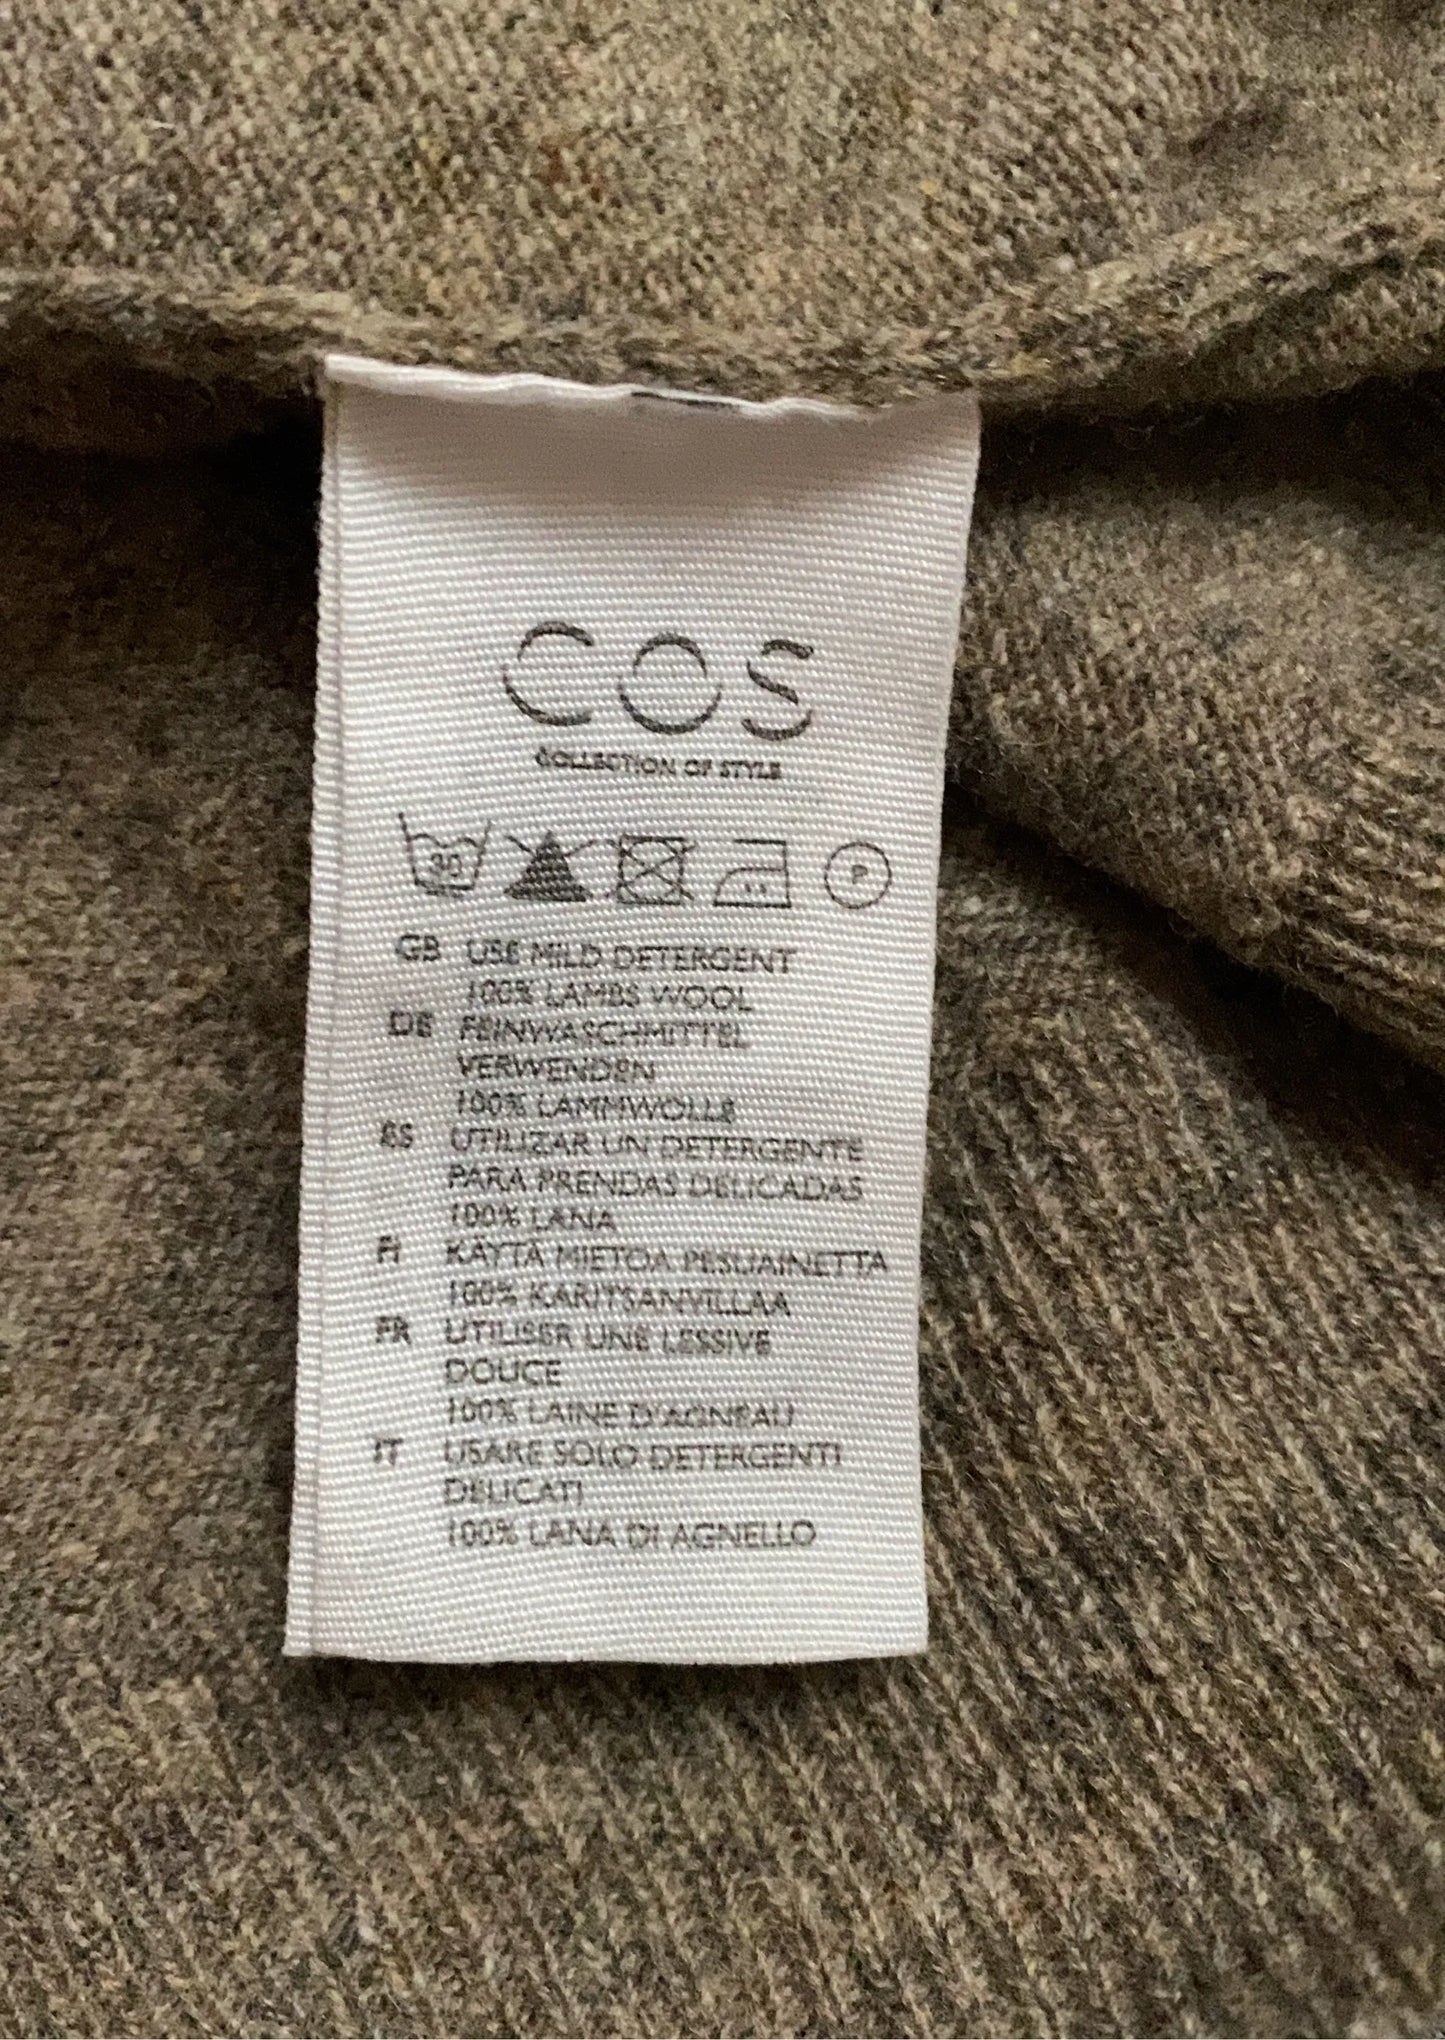 COS
COLLECTION OF STYLE
P
GB USE MILD DETERGENT
100% LAMBS WOOL
DE FEINWASCHMITTEL
VERWENDEN
100% LAMMWOLLE
ES UTILIZAR UN DETERGENTE
PARA PRENDAS DELICADAS
100% LANA
FI KÄYTÄ MIETOA PESUAINETTA
100% KARITSANVILLAA
FR UTILISER UNE LESSIVE
DOUCE
100% LAINE D'AGNEAU
IT USARE SOLO DETERGENTI
DELICATI
100% LANA DI AGNELLO